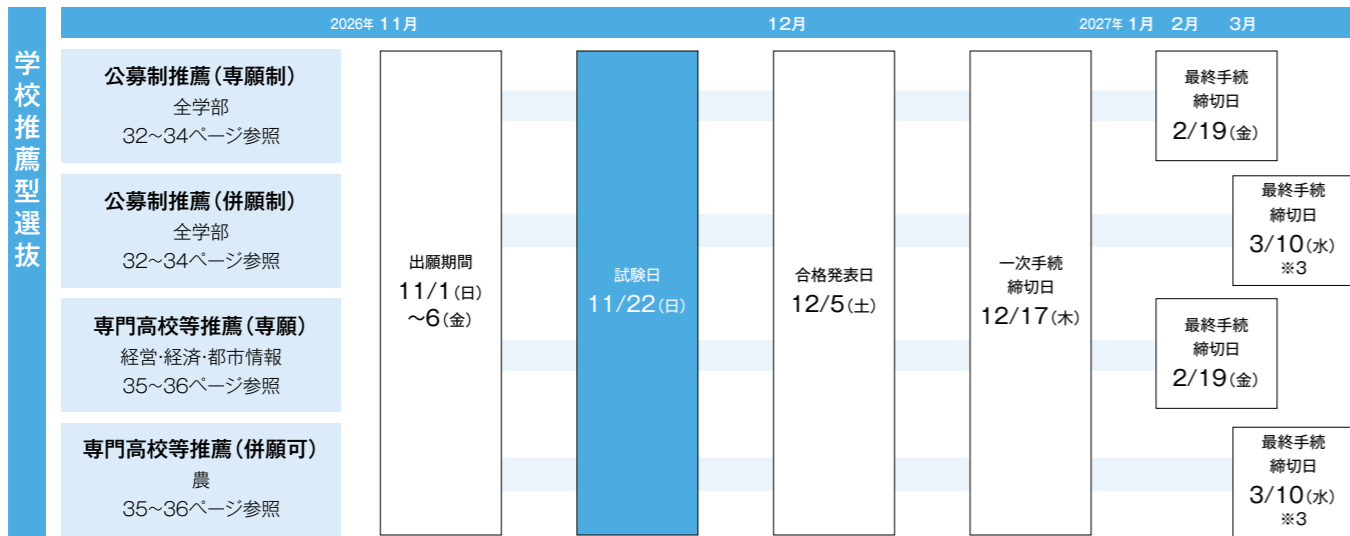 2026年 11月 12月 2027年 1月 2月 3月
学校推薦型選抜
公募制推薦(専願制)
全学部
32~34ページ参照
公募制推薦(併願制)
全学部
32~34ページ参照
専門高校等推薦(専願)
経営・経済・都市情報
35~36ページ参照
専門高校等推薦(併願可)
農
35~36ページ参照
出願期間
11/1(日)
~6(金)
試験日
11/22(日)
合格発表日
12/5(土)
一次手続
締切日
12/17(木)
最終手続
締切日
2/19(金)
最終手続
締切日
3/10(水)
※3
最終手続
締切日
2/19(金)
最終手続
締切日
3/10(水)
※3